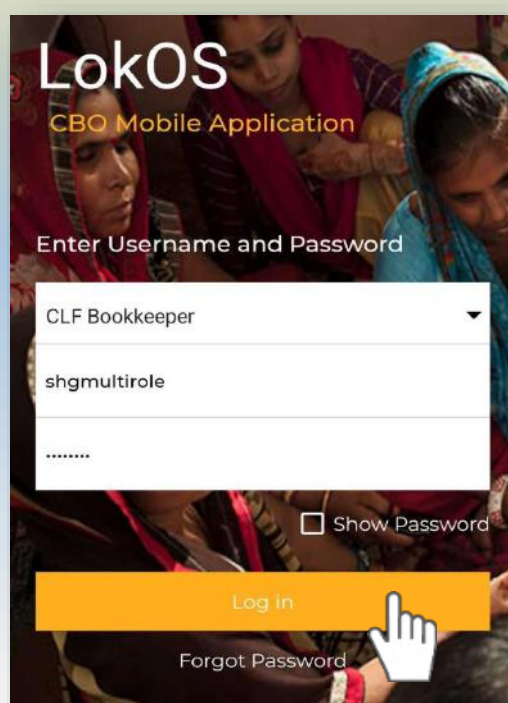 LokOS
CBO Mobile Application
Enter Username and Password
CLF Bookkeeper
shgmultirole
........
Show Password
Log in
Forgot Password